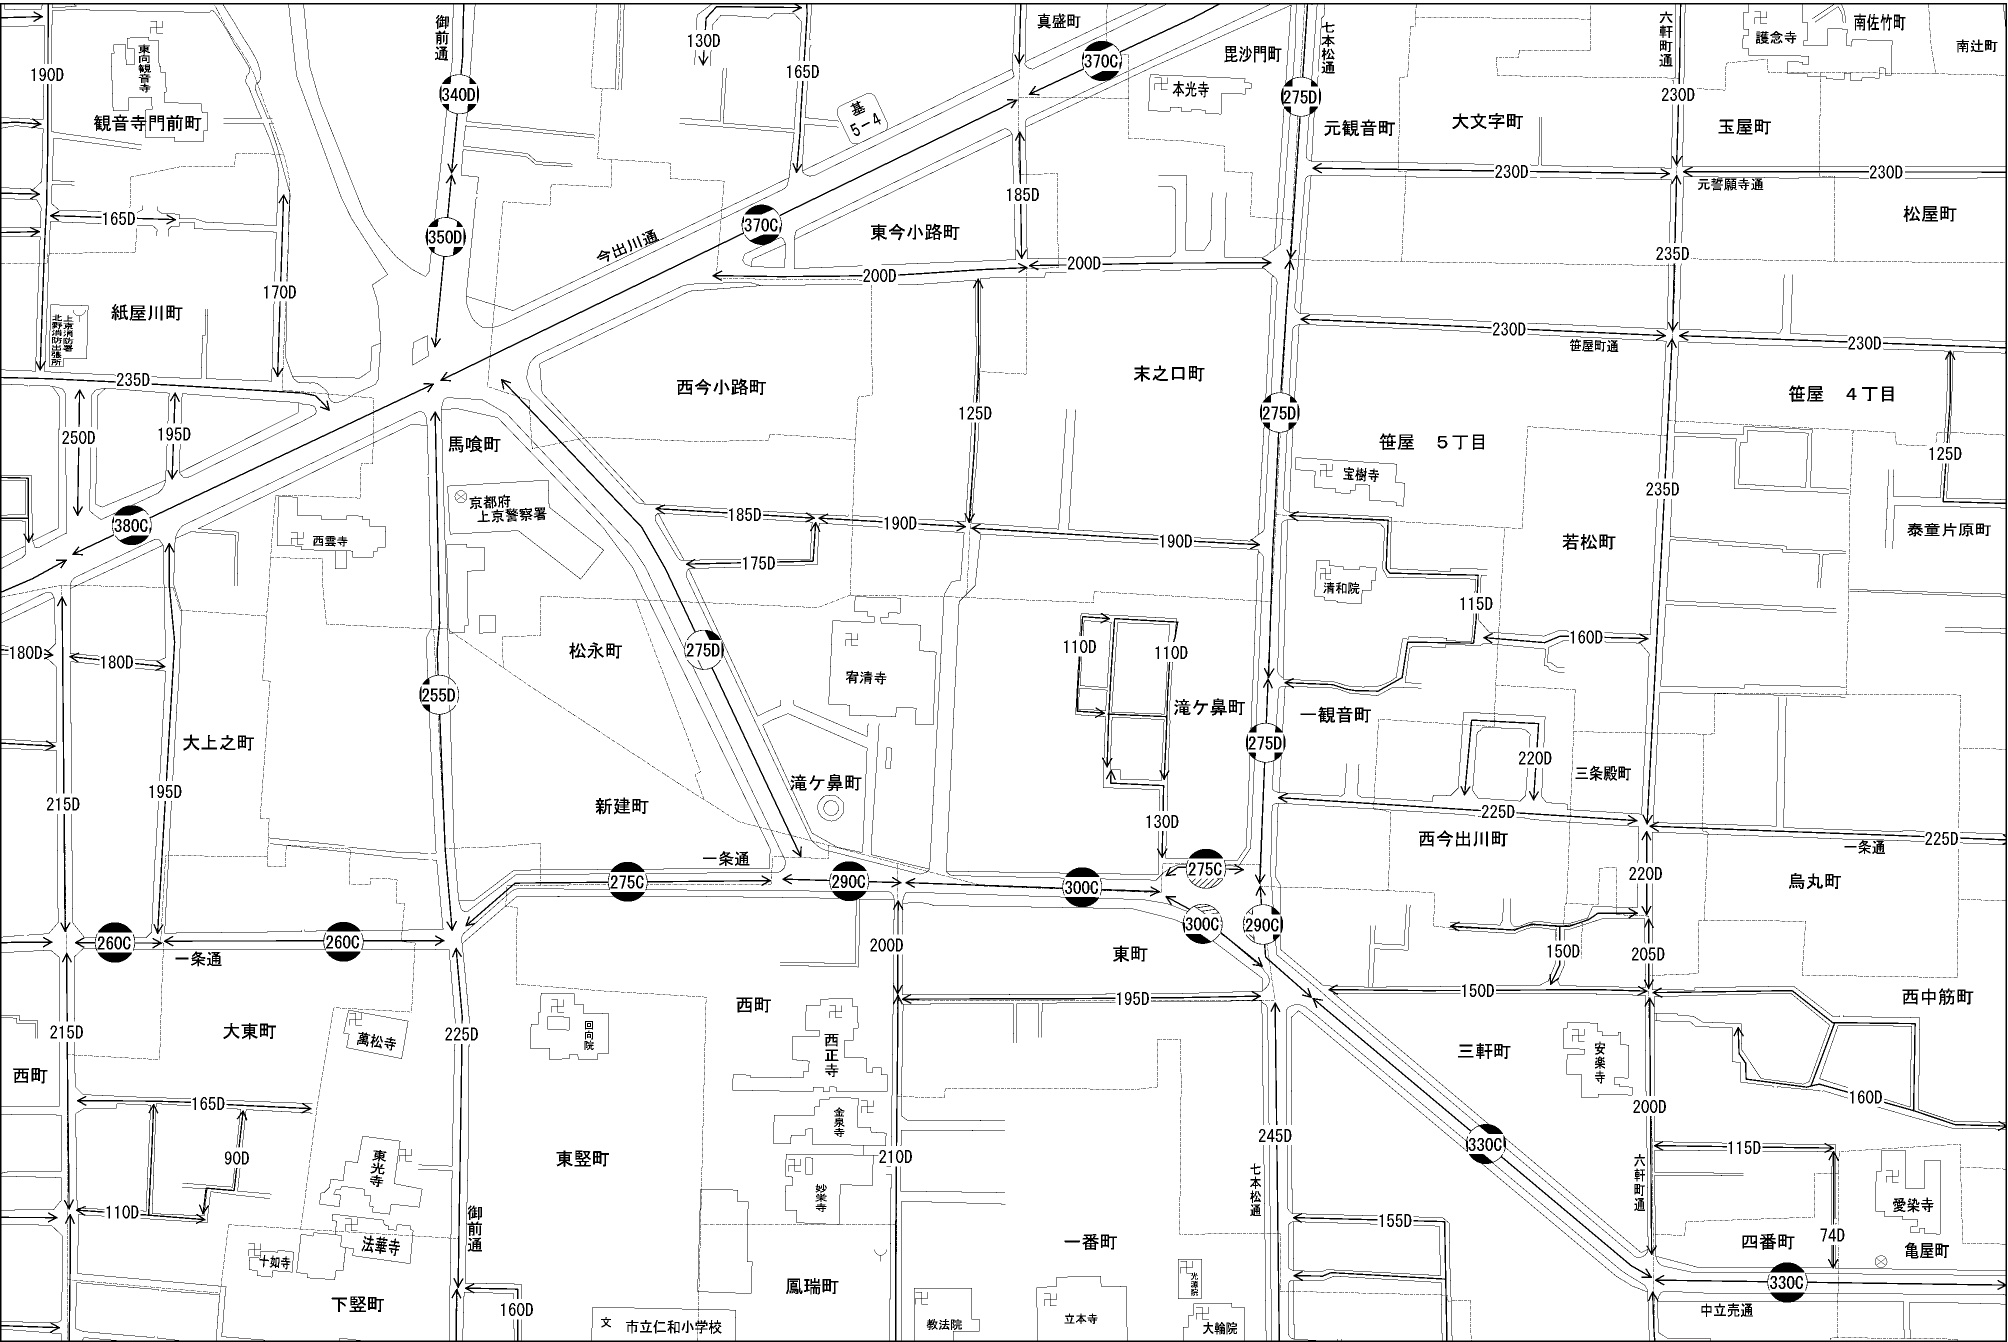 真盛町
御前通
130D
165D
190D
東向観音寺
観音寺門前町
340D
370C
毘沙門町
七本松通
本光寺
275D
六軒町通
230D
護念寺
南佐竹町
南辻町
元観音町
大文字町
玉屋町
基
5-4
230D
元誓願寺通
230D
165D
350D
370C
今出川通
185D
東今小路町
松屋町
235D
200D
200D
170D
紙屋川町
上京消防署
北野消防出張所
230D
笹屋町通
230D
235D
西今小路町
末之口町
笹屋 4丁目
250D
195D
馬喰町
125D
275D
笹屋 5丁目
125D
宝樹寺
235D
380C
西雲寺
京都府
上京警察署
185D
190D
190D
175D
若松町
泰童片原町
清和院
115D
160D
180D
180D
松永町
275D
宥清寺
110D
110D
255D
滝ケ鼻町
一観音町
大上之町
275D
220D
三条殿町
滝ケ鼻町
215D
195D
新建町
130D
225D
西今出川町
225D
一条通
一条通
275C
290C
300C
275C
220D
烏丸町
260C
260C
一条通
200D
300C
290C
東町
150D
205D
195D
150D
西中筋町
西町
215D
大東町
萬松寺
225D
回向院
西正寺
三軒町
安楽寺
西町
165D
200D
160D
金泉寺
245D
330C
115D
90D
東光寺
東竪町
210D
妙栄寺
七本松通
六軒町通
愛染寺
110D
御前通
155D
74D
法華寺
十如寺
一番町
四番町
亀屋町
下竪町
160D
鳳瑞町
光源院
330C
中立売通
文 市立仁和小学校
教法院
立本寺
大輪院